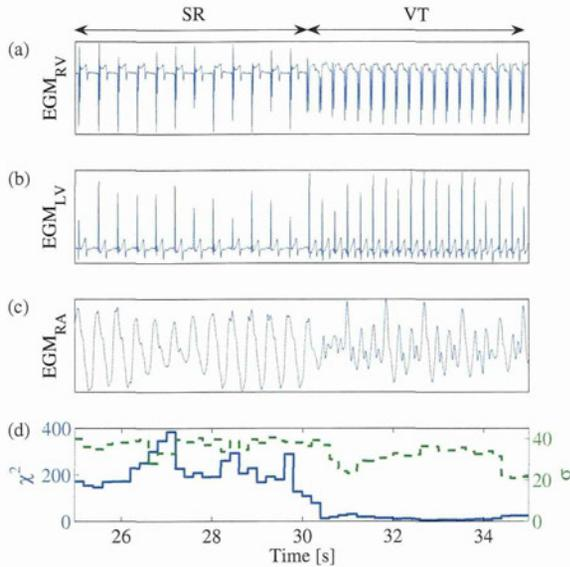 SR VT
(a) EGM_RV
(b) EGM_LV
(c) EGM_RA
(d) χ² σ
400 200 0
40 20 0
26 28 30 32 34
Time [s]